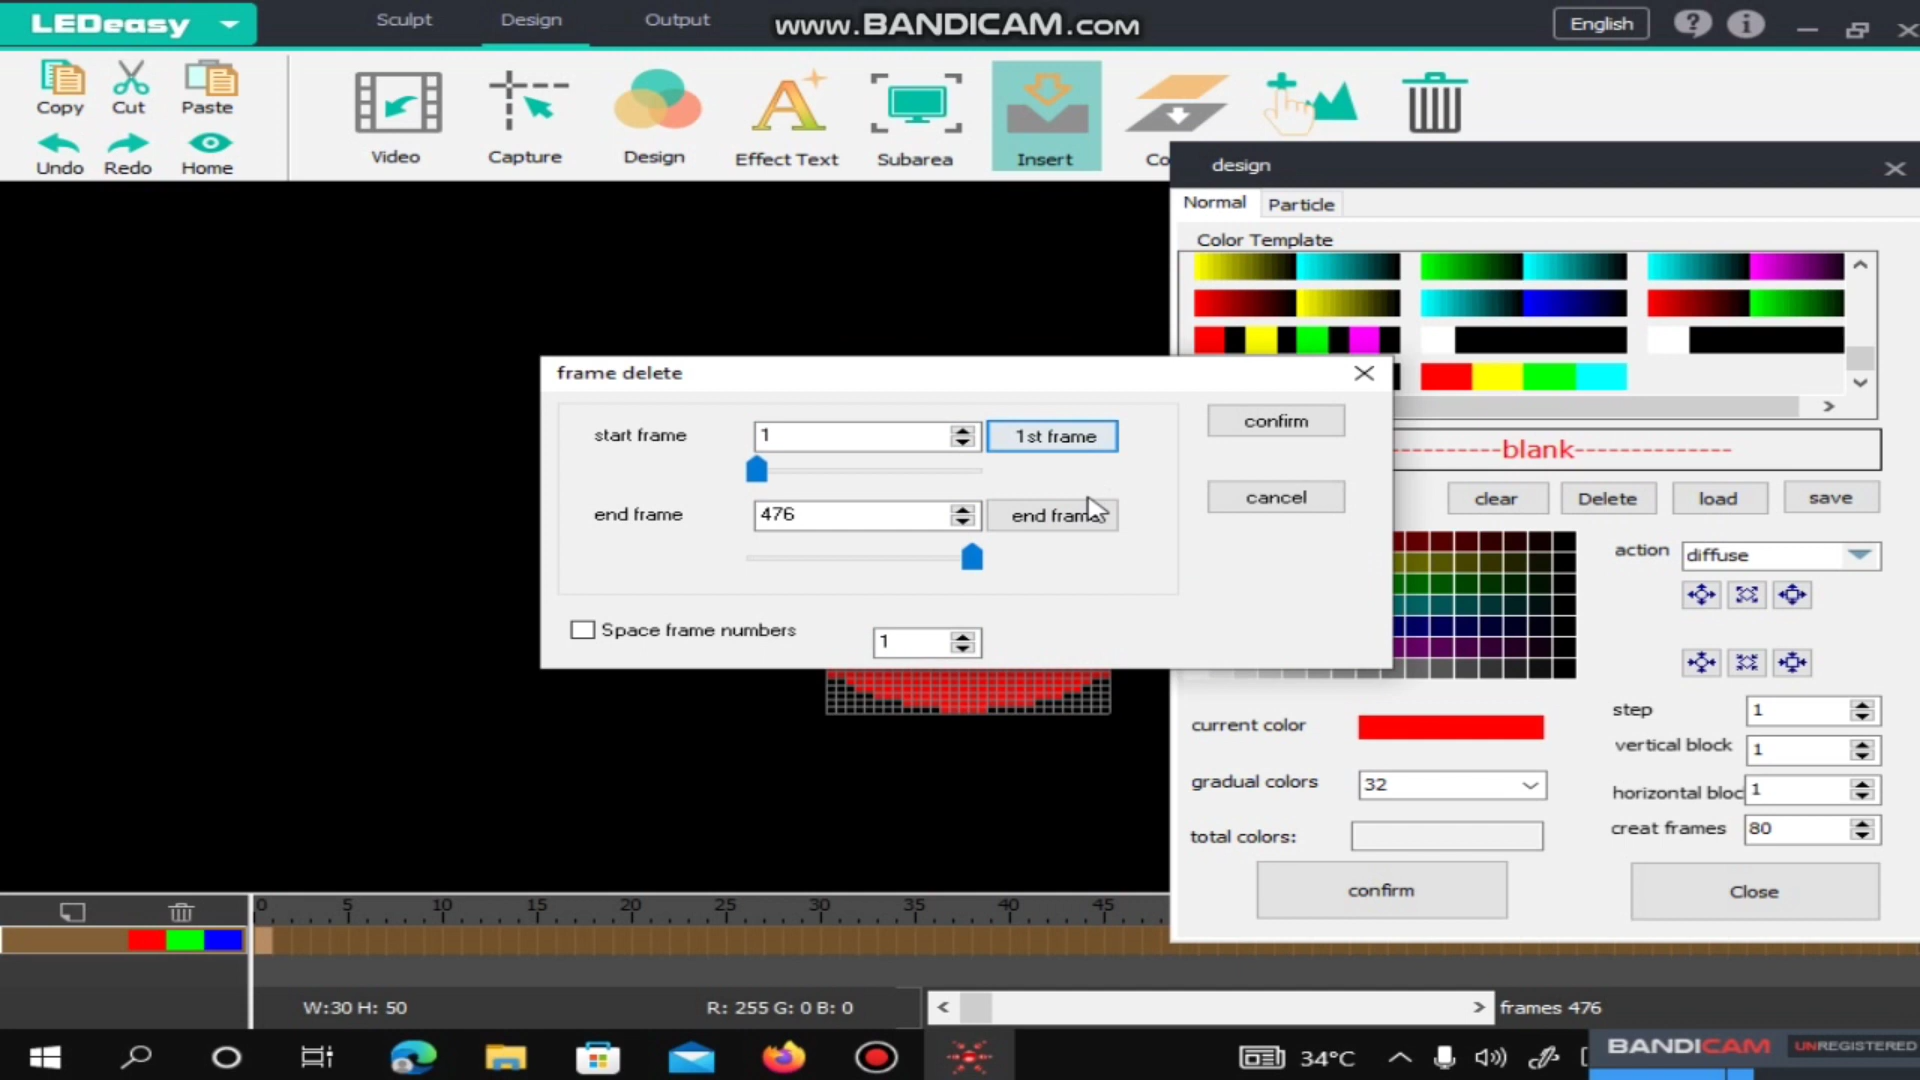 LEDeasy Sculpt Design Output www.BANDICAM.com English
Copy Cut Paste
Undo Redo Home
Video Capture Design Effect Text Subarea Insert Co
design
Normal Particle
Color Template
frame delete
start frame 1 1st frame confirm
end frame 476 end frame cancel
Space frame numbers 1
----------blank--------------
clear Delete load save
action diffuse
current color
step 1
vertical block 1
gradual colors 32
horizontal bloc 1
total colors:
creat frames 80
confirm Close
0 5 10 15 20 25 30 35 40 45
W:30 H: 50 R: 255 G: 0 B: 0 frames 476
34°C BANDICAM UNREGISTERED